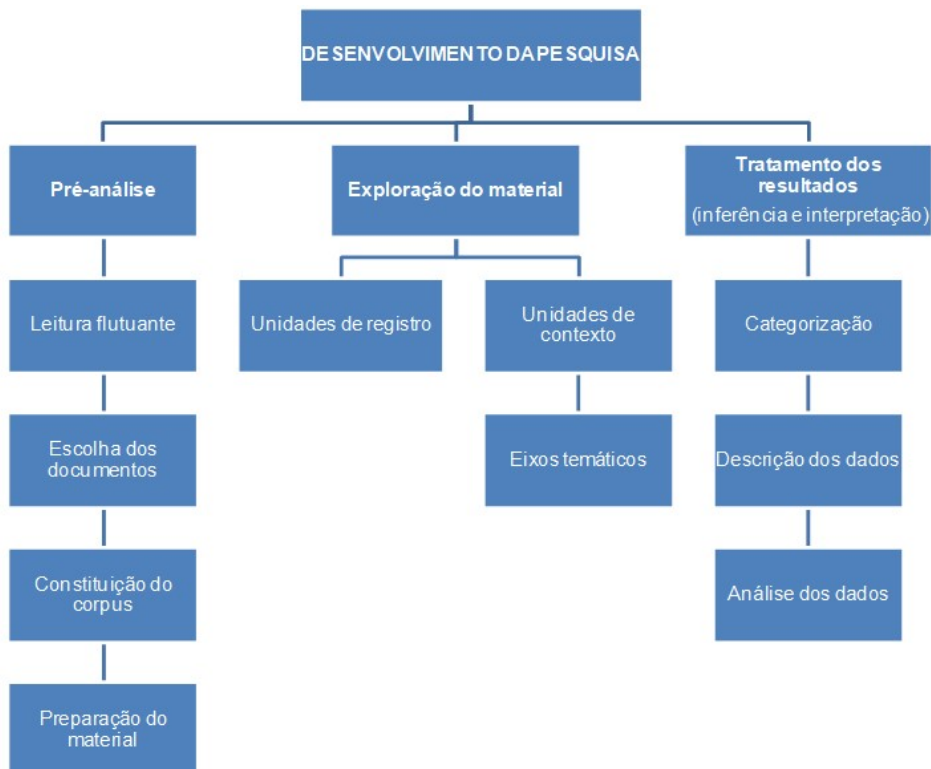 DESENVOLVIMENTO DA PESQUISA
Pré-análise
Exploração do material
Tratamento dos
resultados
(inferência e interpretação)
Leitura flutuante
Unidades de registro
Unidades de
contexto
Categorização
Escolha dos
documentos
Eixos temáticos
Descrição dos dados
Constituição do
corpus
Análise dos dados
Preparação do
material